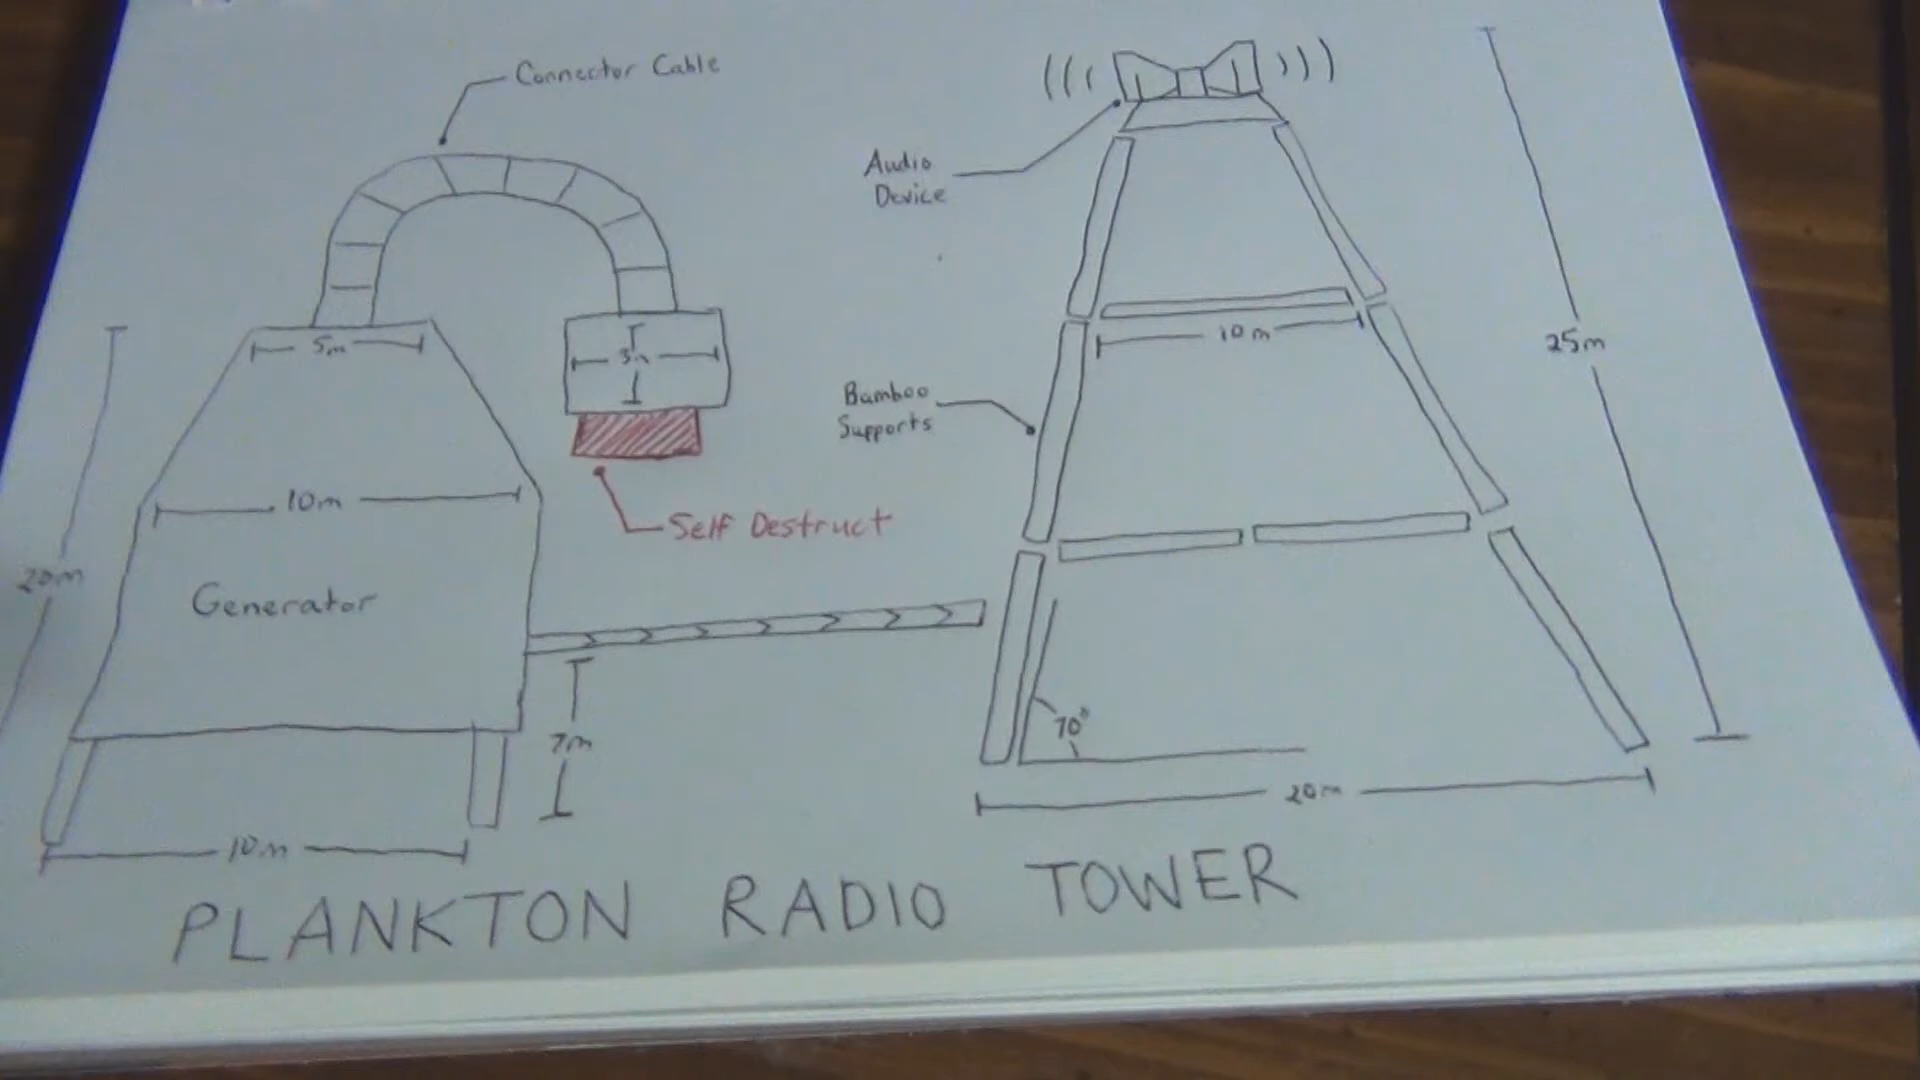 Connector Cable
Audio
Device
5m
3m
10m
25m
Bamboo
Supports
10m
Self Destruct
20m
Generator
70°
7m
20m
10m
PLANKTON RADIO TOWER